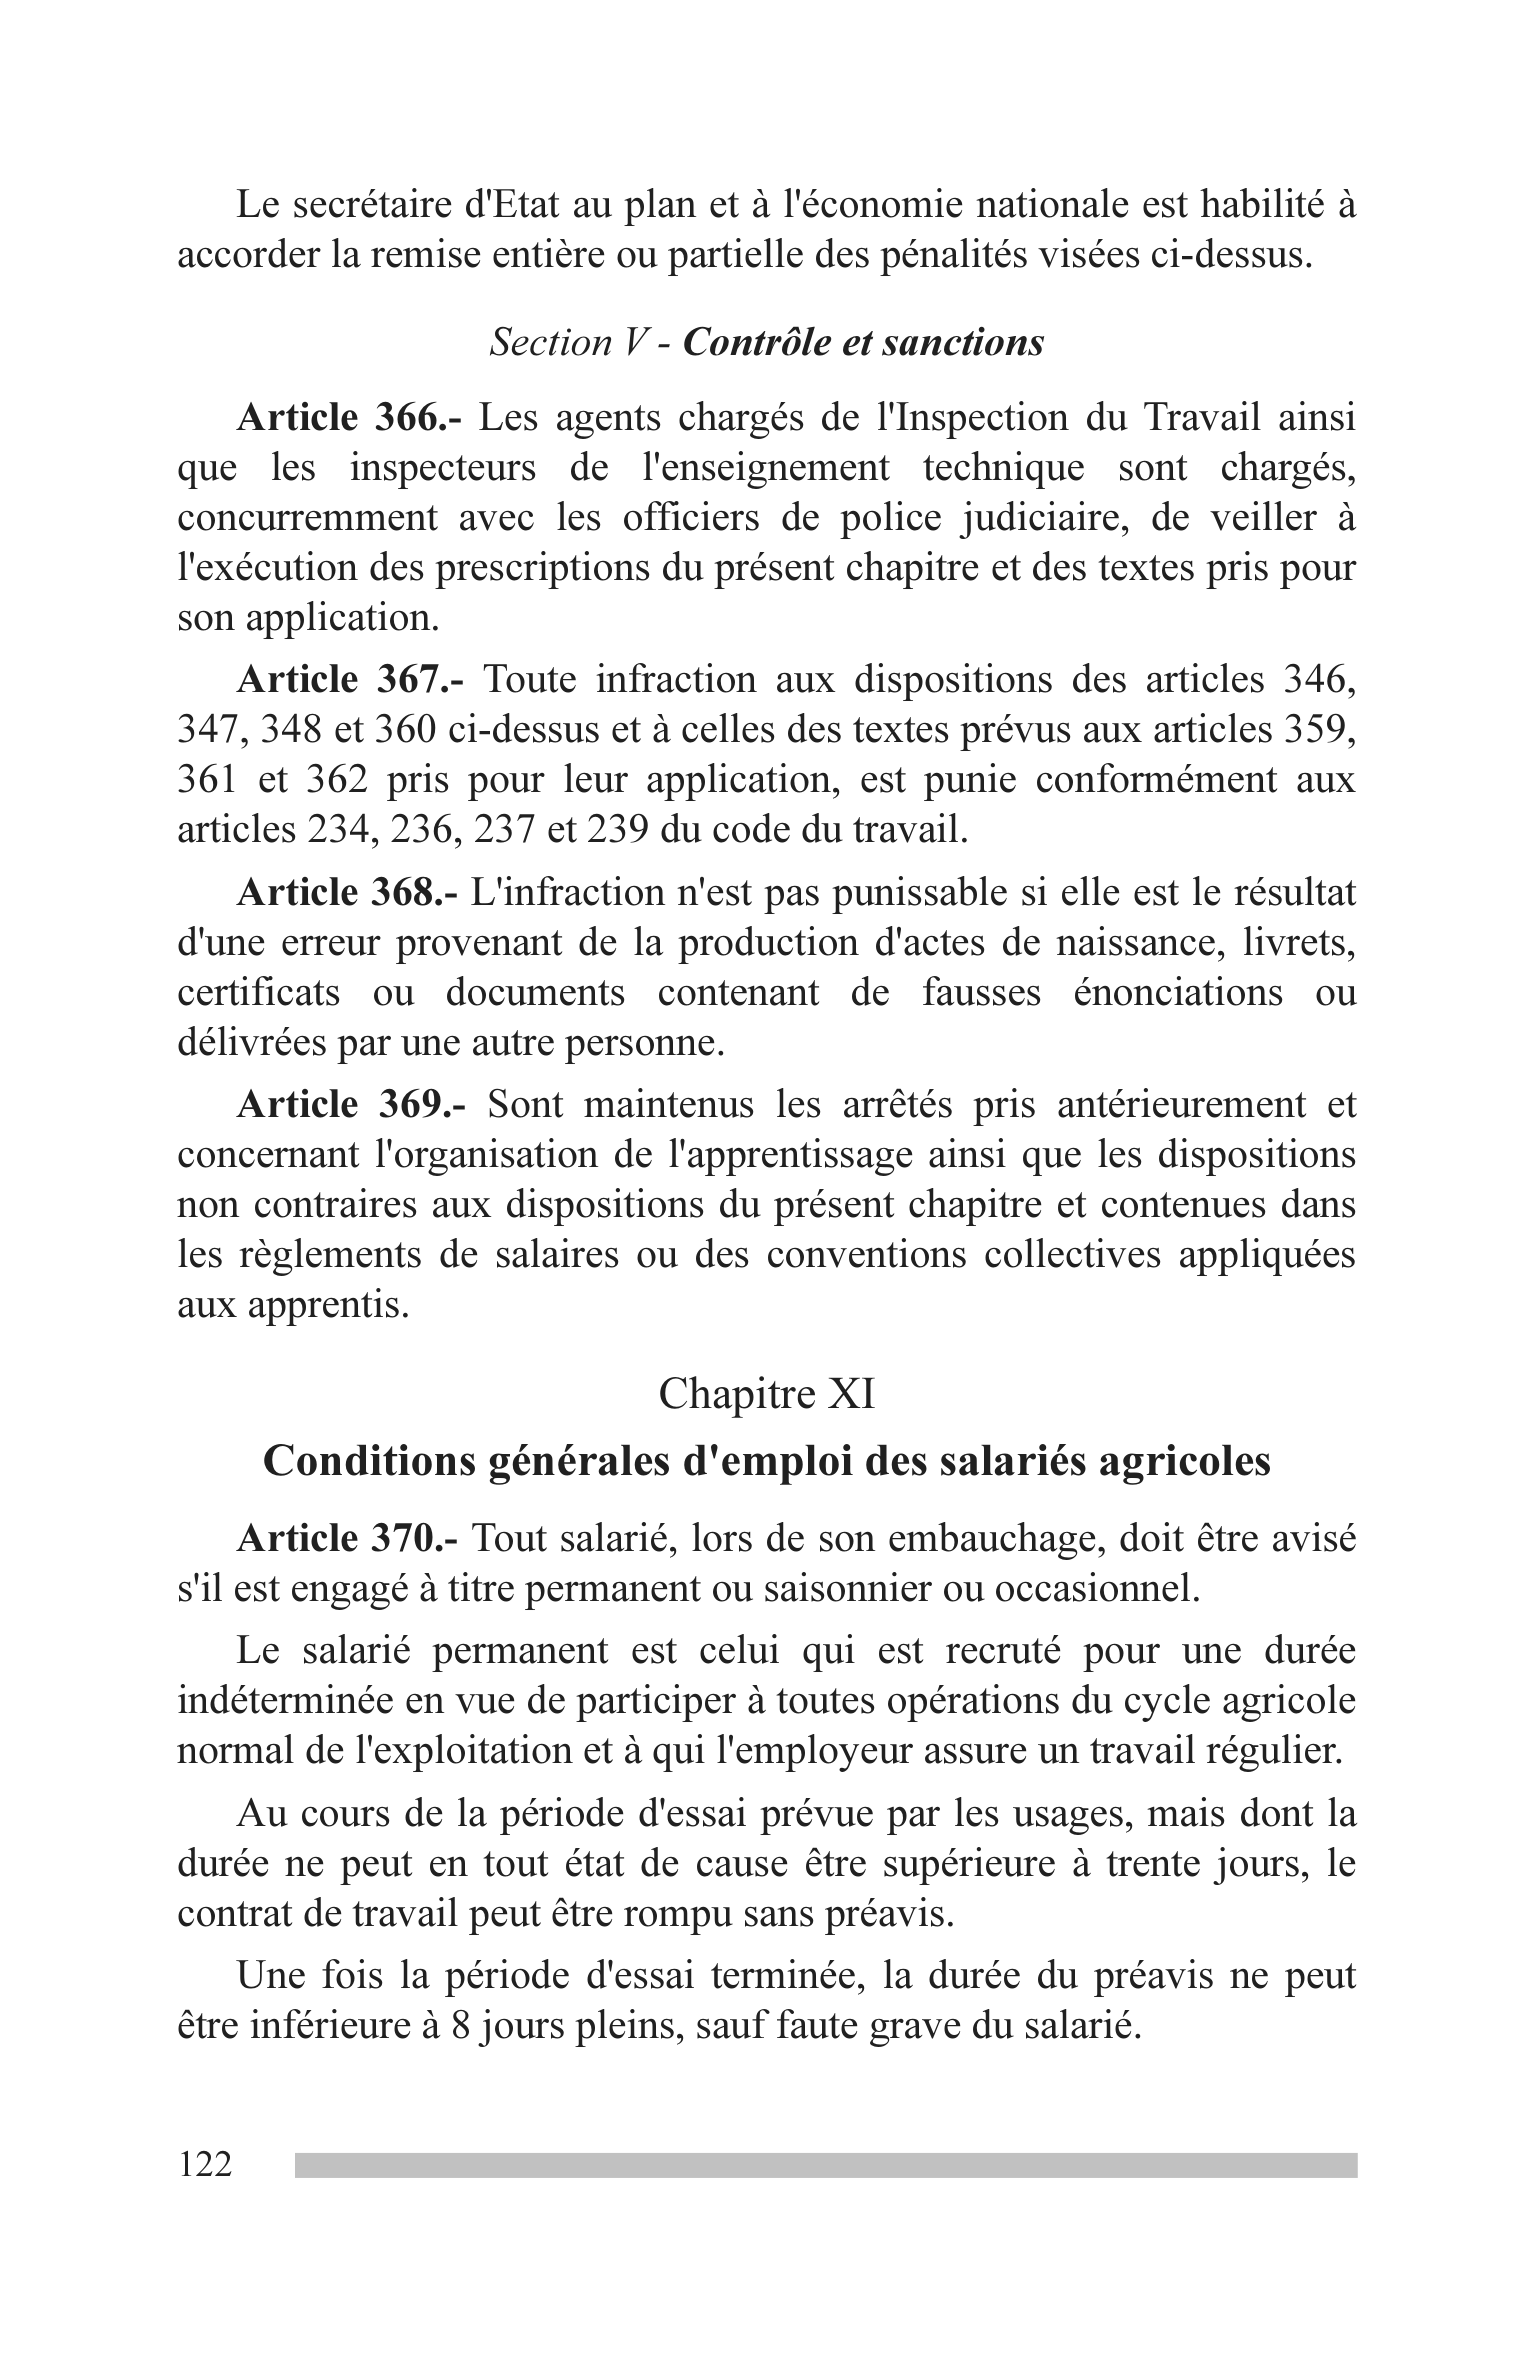 Le secrétaire d'Etat au plan et à l'économie nationale est habilité à
accorder la remise entière ou partielle des pénalités visées ci-dessus.
Section V - Contrôle et sanctions
Article 366.- Les agents chargés de l'Inspection du Travail ainsi
que les inspecteurs de l'enseignement technique sont chargés,
concurremment avec les officiers de police judiciaire, de veiller à
l'exécution des prescriptions du présent chapitre et des textes pris pour
son application.
Article 367.- Toute infraction aux dispositions des articles 346,
347, 348 et 360 ci-dessus et à celles des textes prévus aux articles 359,
361 et 362 pris pour leur application, est punie conformément aux
articles 234, 236, 237 et 239 du code du travail.
Article 368.- L'infraction n'est pas punissable si elle est le résultat
d'une erreur provenant de la production d'actes de naissance, livrets,
certificats ou documents contenant de fausses énonciations ou
délivrées par une autre personne.
Article 369.- Sont maintenus les arrêtés pris antérieurement et
concernant l'organisation de l'apprentissage ainsi que les dispositions
non contraires aux dispositions du présent chapitre et contenues dans
les règlements de salaires ou des conventions collectives appliquées
aux apprentis.
Chapitre XI
Conditions générales d'emploi des salariés agricoles
Article 370.- Tout salarié, lors de son embauchage, doit être avisé
s'il est engagé à titre permanent ou saisonnier ou occasionnel.
Le salarié permanent est celui qui est recruté pour une durée
indéterminée en vue de participer à toutes opérations du cycle agricole
normal de l'exploitation et à qui l'employeur assure un travail régulier.
Au cours de la période d'essai prévue par les usages, mais dont la
durée ne peut en tout état de cause être supérieure à trente jours, le
contrat de travail peut être rompu sans préavis.
Une fois la période d'essai terminée, la durée du préavis ne peut
être inférieure à 8 jours pleins, sauf faute grave du salarié.
122